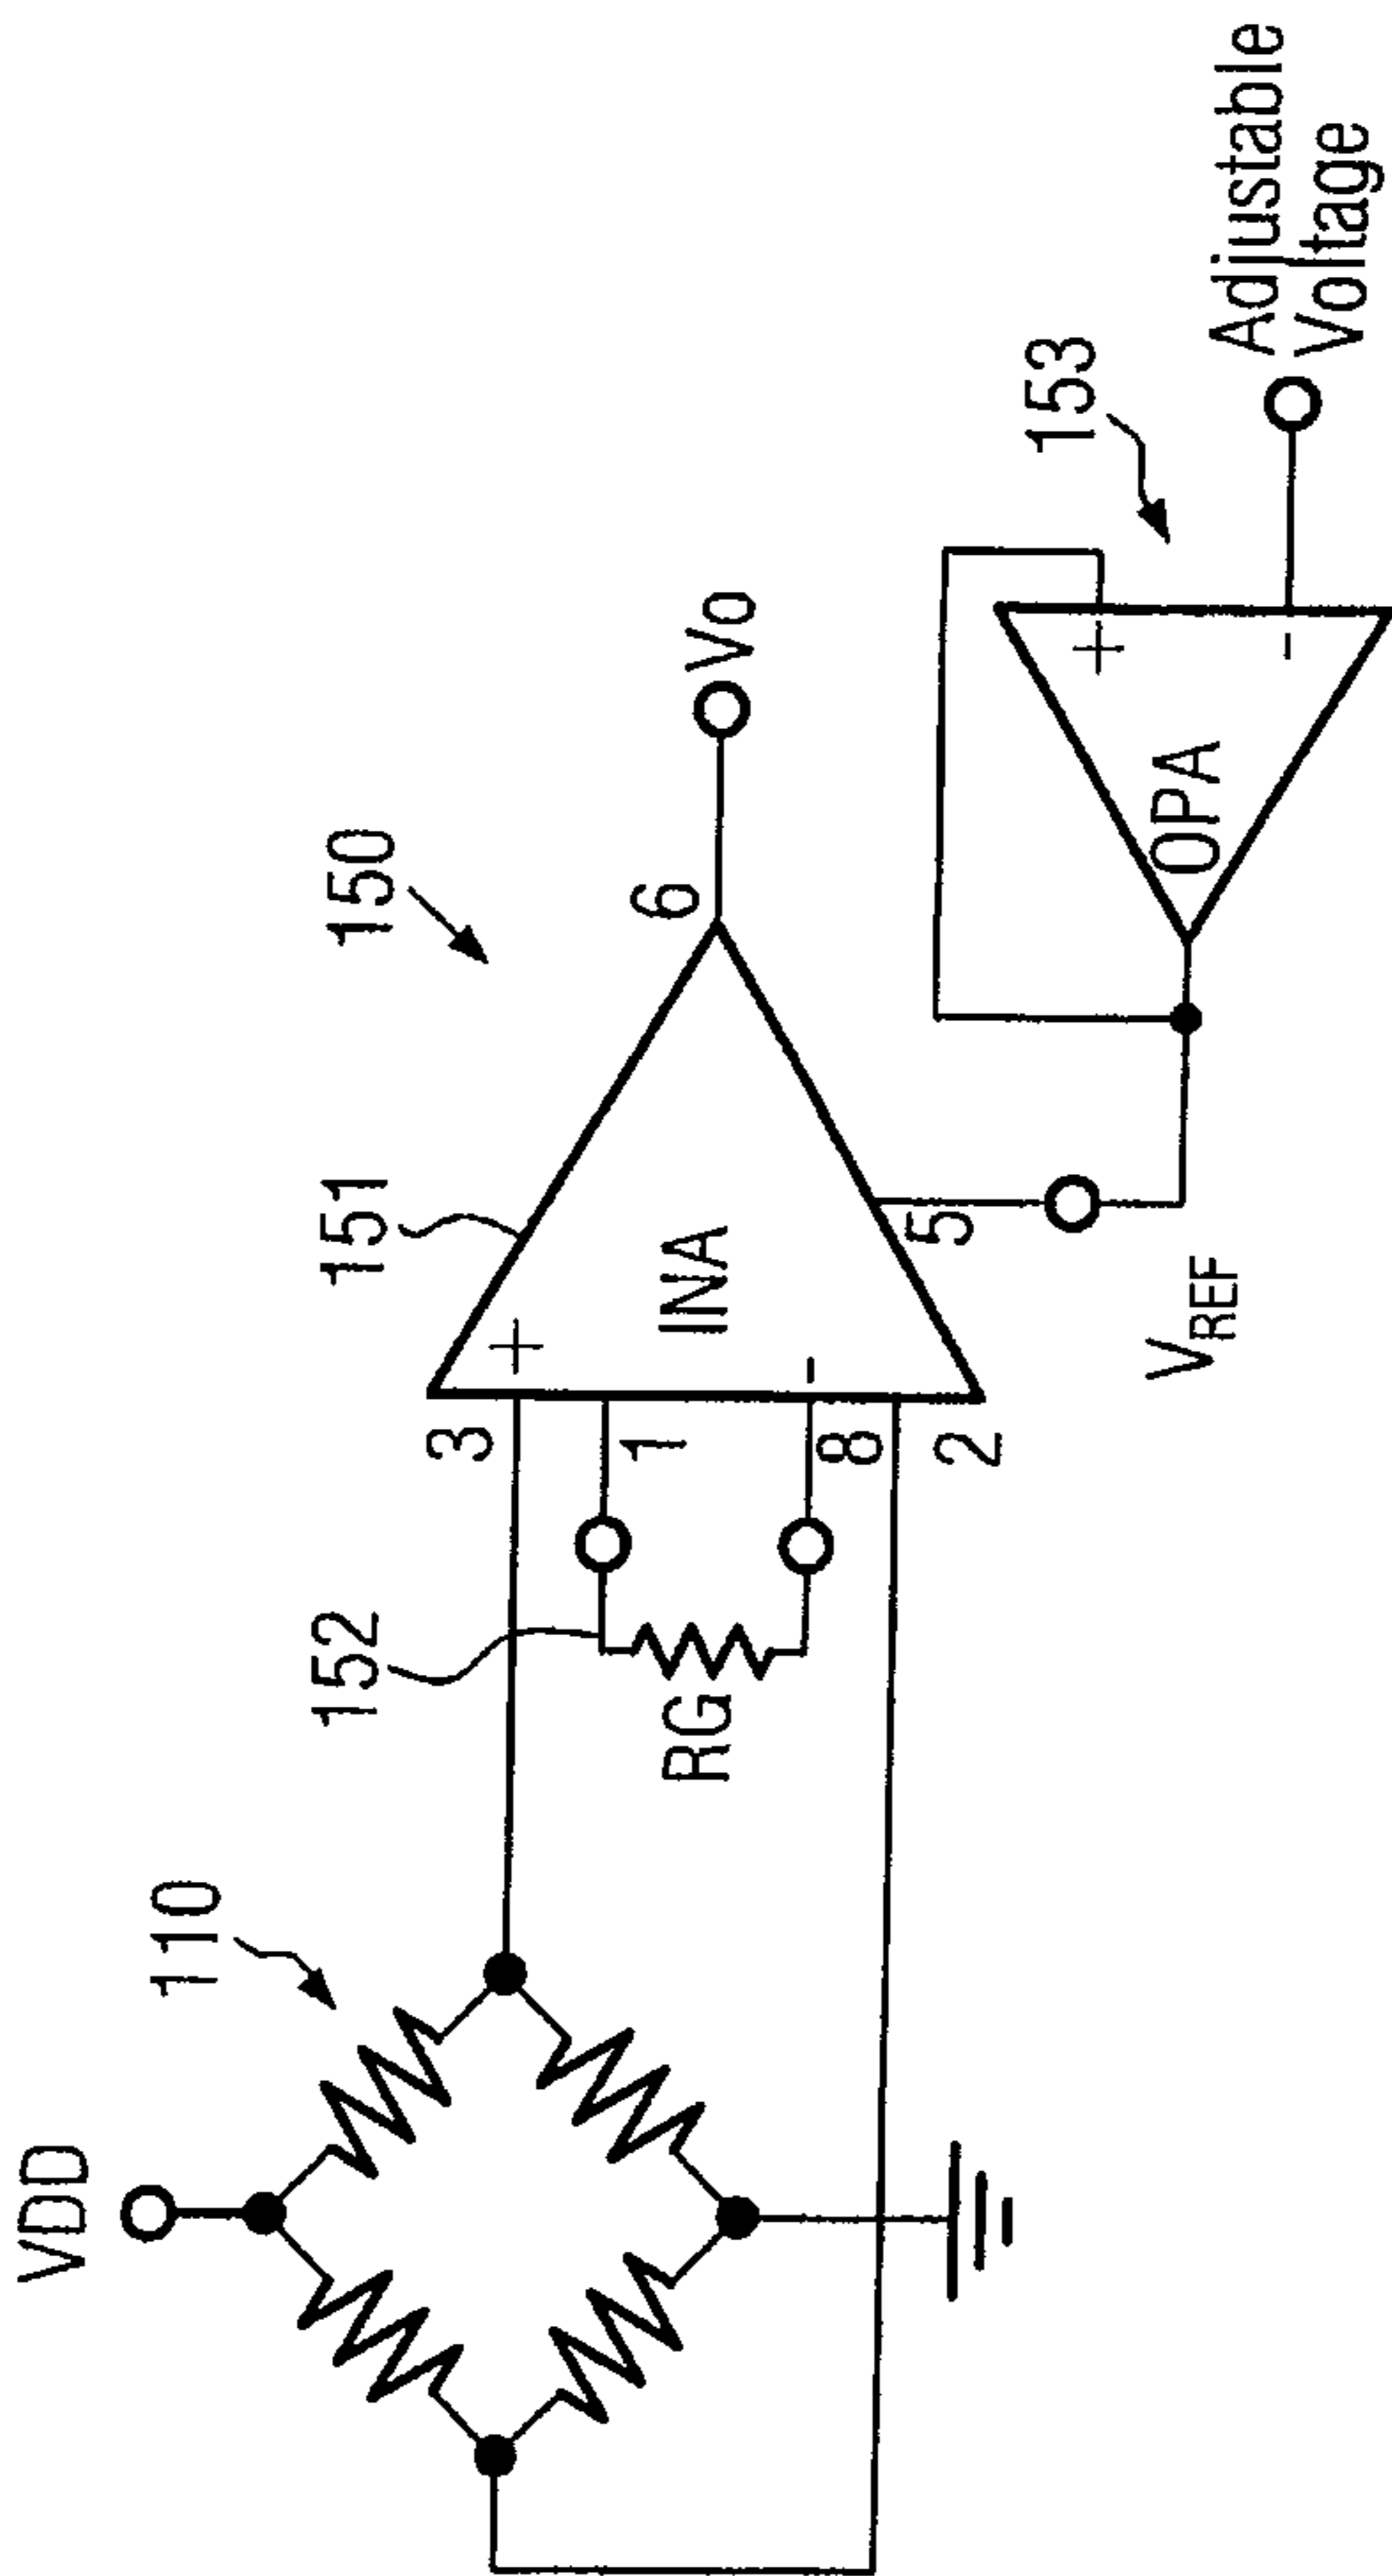 VDD
110
152
RG
3
+
1
-
8
2
151
INA
5
VREF
150
6
Vo
153
OPA
+
-
Adjustable
Voltage